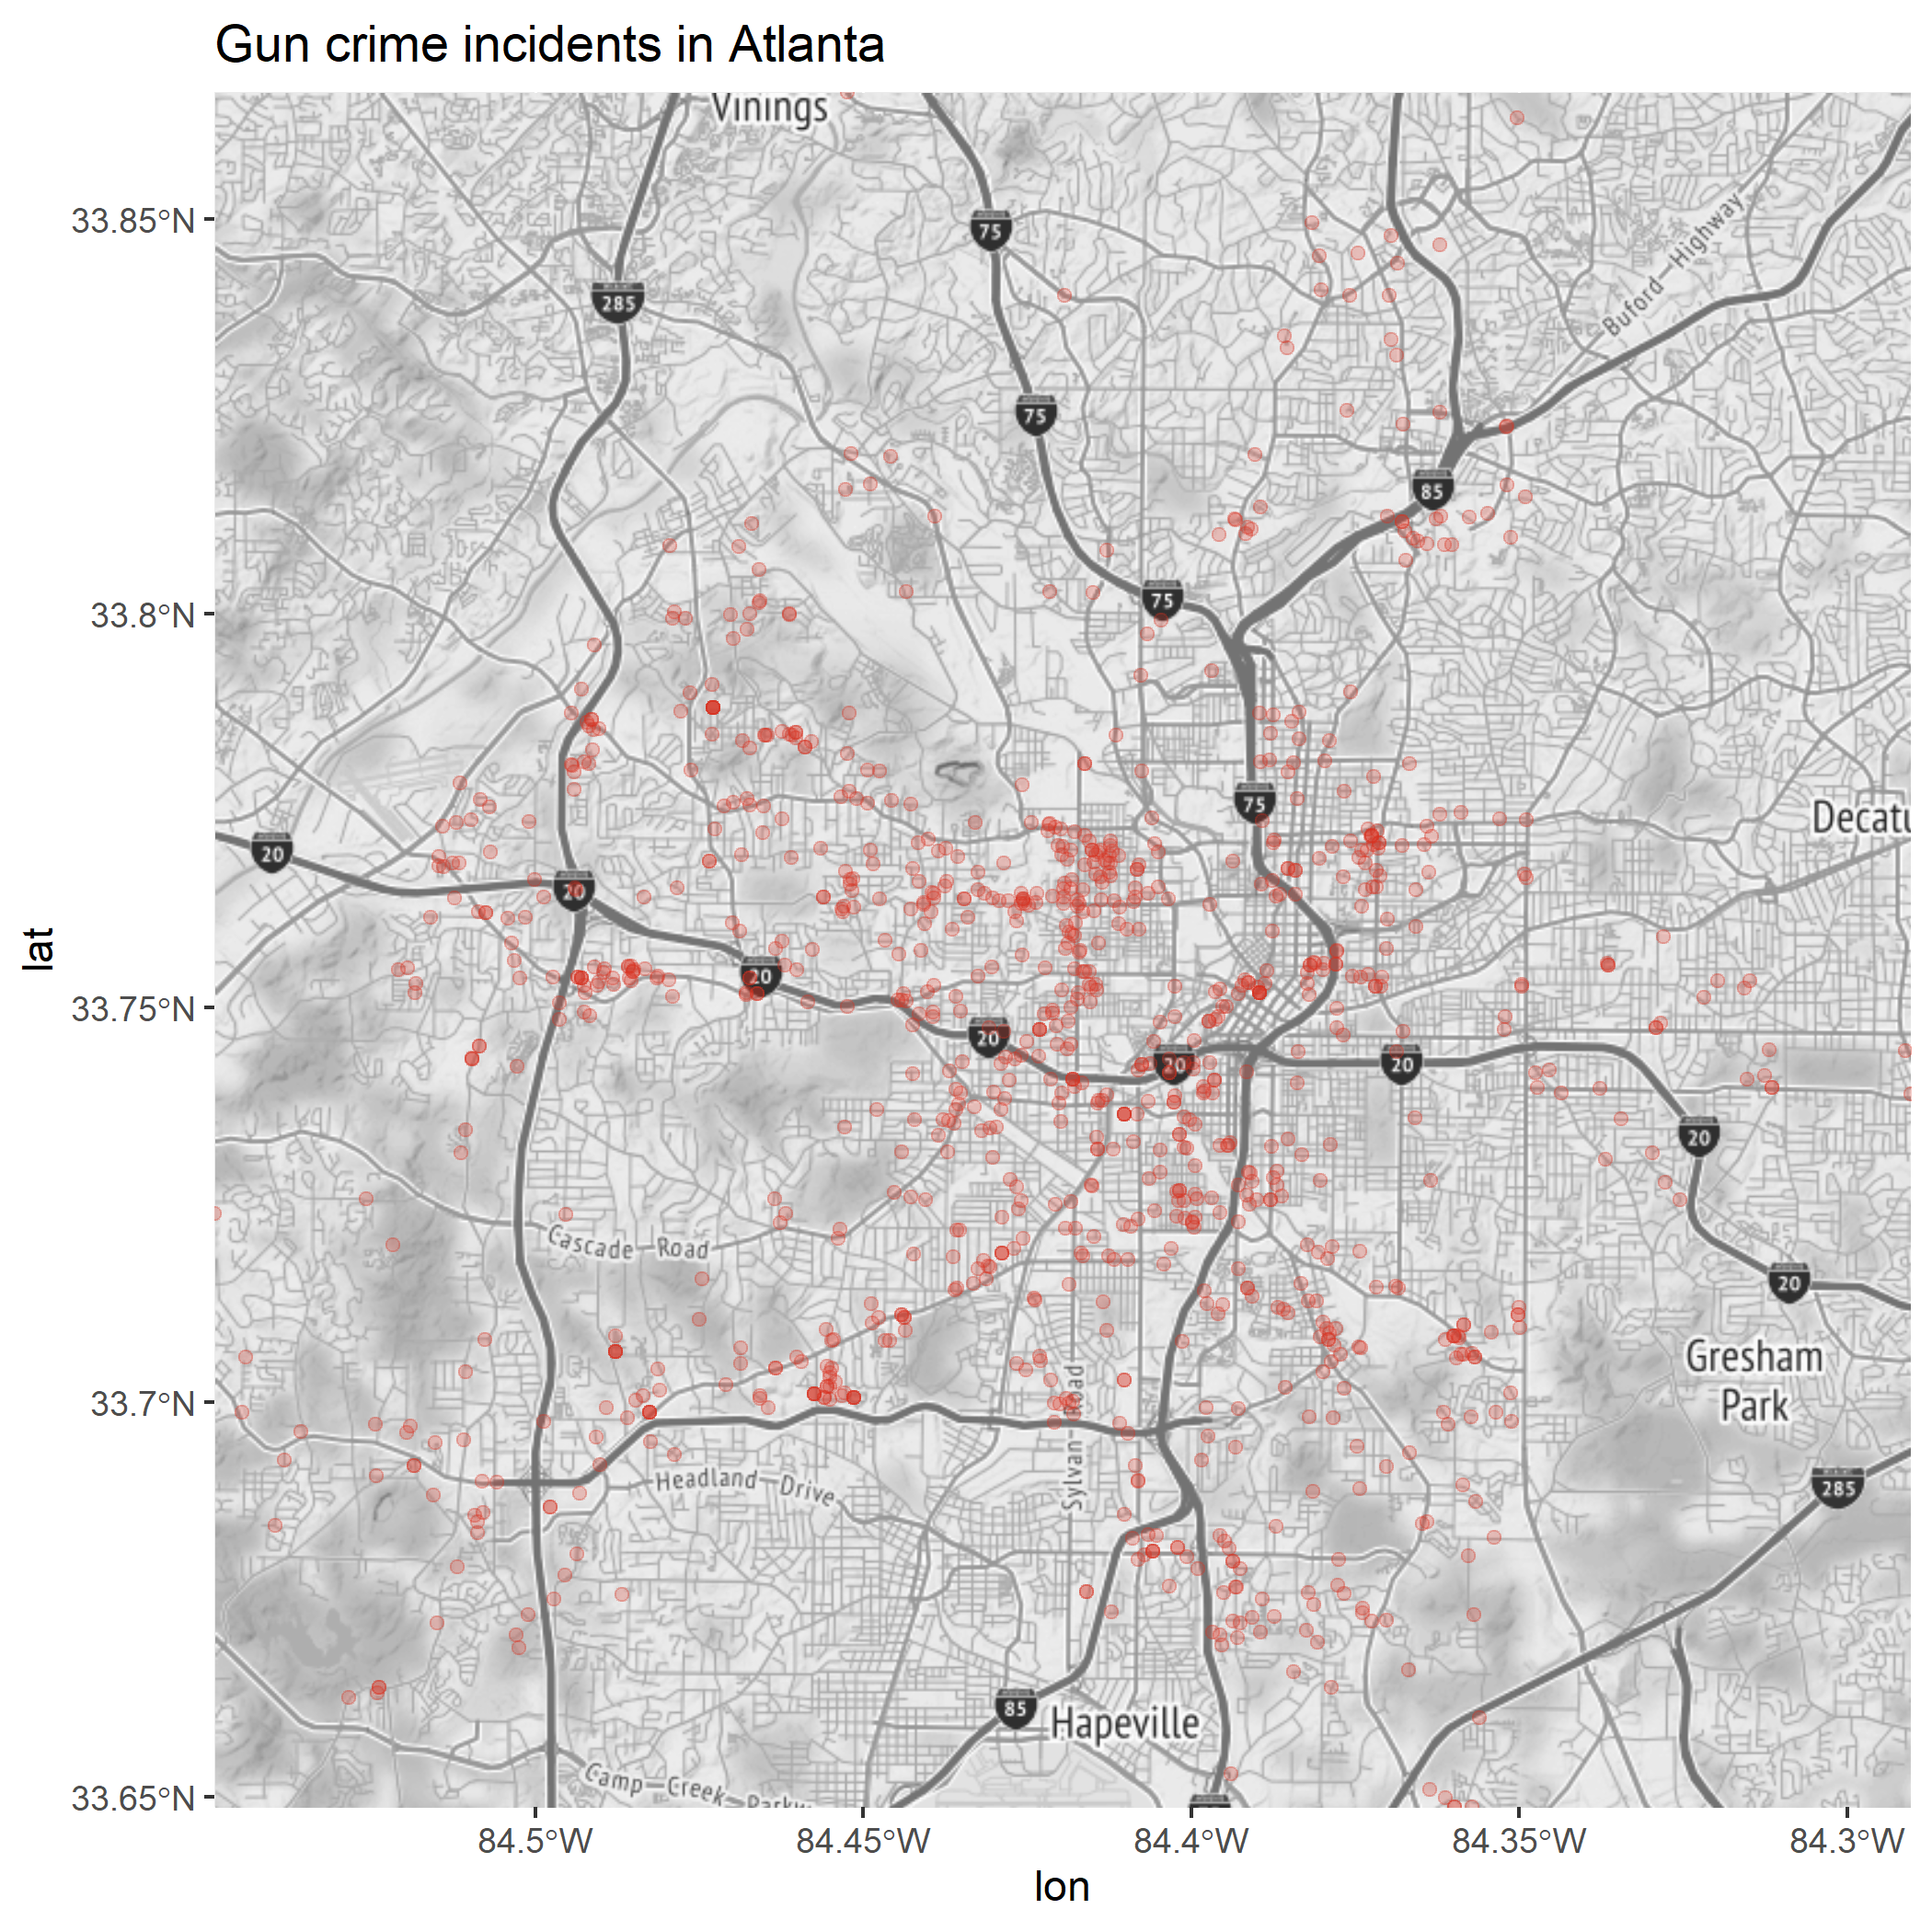 Gun crime incidents in Atlanta
Vinings
33.85°N
75
285
Buford Highway
75
85
33.8°N
75
75
Decatu
20
20
lat
20
33.75°N
20
20
20
20
Cascade Road
20
Gresham
Park
33.7°N
Sylvan Road
Headland Drive
285
85
Hapeville
Camp Creek Parkw
33.65°N
84.5°W
84.45°W
84.4°W
84.35°W
84.3°W
lon